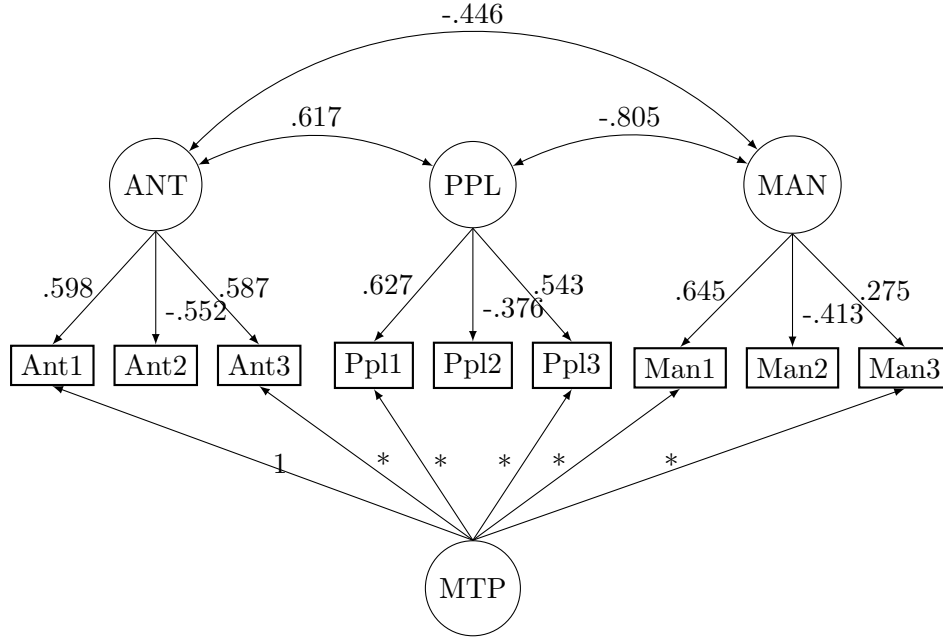 -.446
.617
-.805
ANT
PPL
MAN
.598
-.552
.587
.627
-.376
.543
.645
-.413
.275
Ant1
Ant2
Ant3
Ppl1
Ppl2
Ppl3
Man1
Man2
Man3
1
*
*
*
*
*
MTP